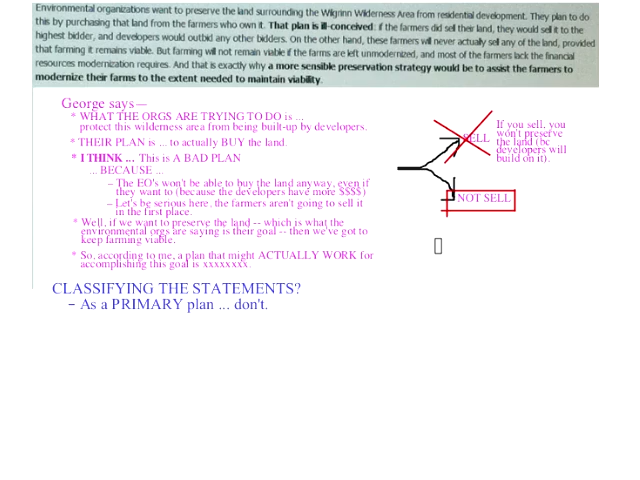 Environmental organizations want to preserve the land surrounding the Wilgrinn Wilderness Area from residential development. They plan to do
this by purchasing that land from the farmers who own it. That plan is ill-conceived: if the farmers did sell their land, they would sell it to the
highest bidder, and developers would outbid any other bidders. On the other hand, these farmers will never actually sell any of the land, provided
that farming it remains viable. But farming will not remain viable if the farms are left unmodernized, and most of the farmers lack the financial
resources modernization requires. And that is exactly why a more sensible preservation strategy would be to assist the farmers to
modernize their farms to the extent needed to maintain viability.
George says—
* WHAT THE ORGS ARE TRYING TO DO is ...
protect this wilderness area from being built-up by developers.
* THEIR PLAN is ... to actually BUY the land.
* I THINK ... This is A BAD PLAN
... BECAUSE ...
– The EO's won't be able to buy the land anyway, even if
they want to (because the developers have more $$$$)
– Let's be serious here, the farmers aren't going to sell it
in the first place.
* Well, if we want to preserve the land -- which is what the
environmental orgs are saying is their goal -- then we've got to
keep farming viable.
* So, according to me, a plan that might ACTUALLY WORK for
accomplishing this goal is xxxxxxxx.
SELL
If you sell, you
won't preserve
the land (bc
developers will
build on it).
NOT SELL
CLASSIFYING THE STATEMENTS?
– As a PRIMARY plan ... don't.